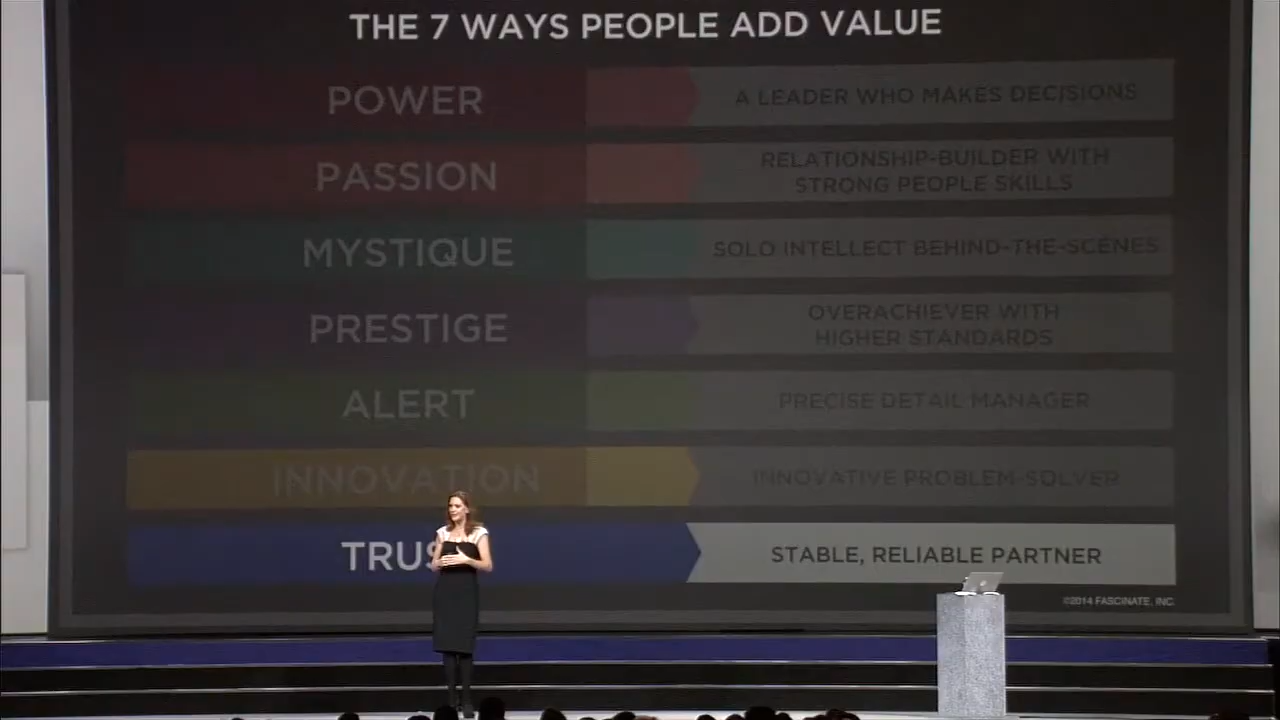 THE 7 WAYS PEOPLE ADD VALUE
POWER
A LEADER WHO MAKES DECISIONS
PASSION
RELATIONSHIP-BUILDER WITH
STRONG PEOPLE SKILLS
MYSTIQUE
SOLO INTELLECT BEHIND-THE-SCENES
PRESTIGE
OVERACHIEVER WITH
HIGHER STANDARDS
ALERT
PRECISE DETAIL MANAGER
INNOVATION
INNOVATIVE PROBLEM-SOLVER
TRUS
STABLE, RELIABLE PARTNER
©2014 FASCINATE, INC.